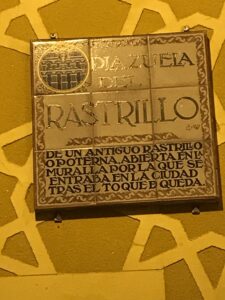 PLAZUELA
DEL
RASTRILLO
DE UN ANTIGUO RASTRILLO
O POTERNA, ABIERTA EN LA
MURALLA POR LA QUE SE
ENTRABA EN LA CIUDAD
TRAS EL TOQUE D QUEDA